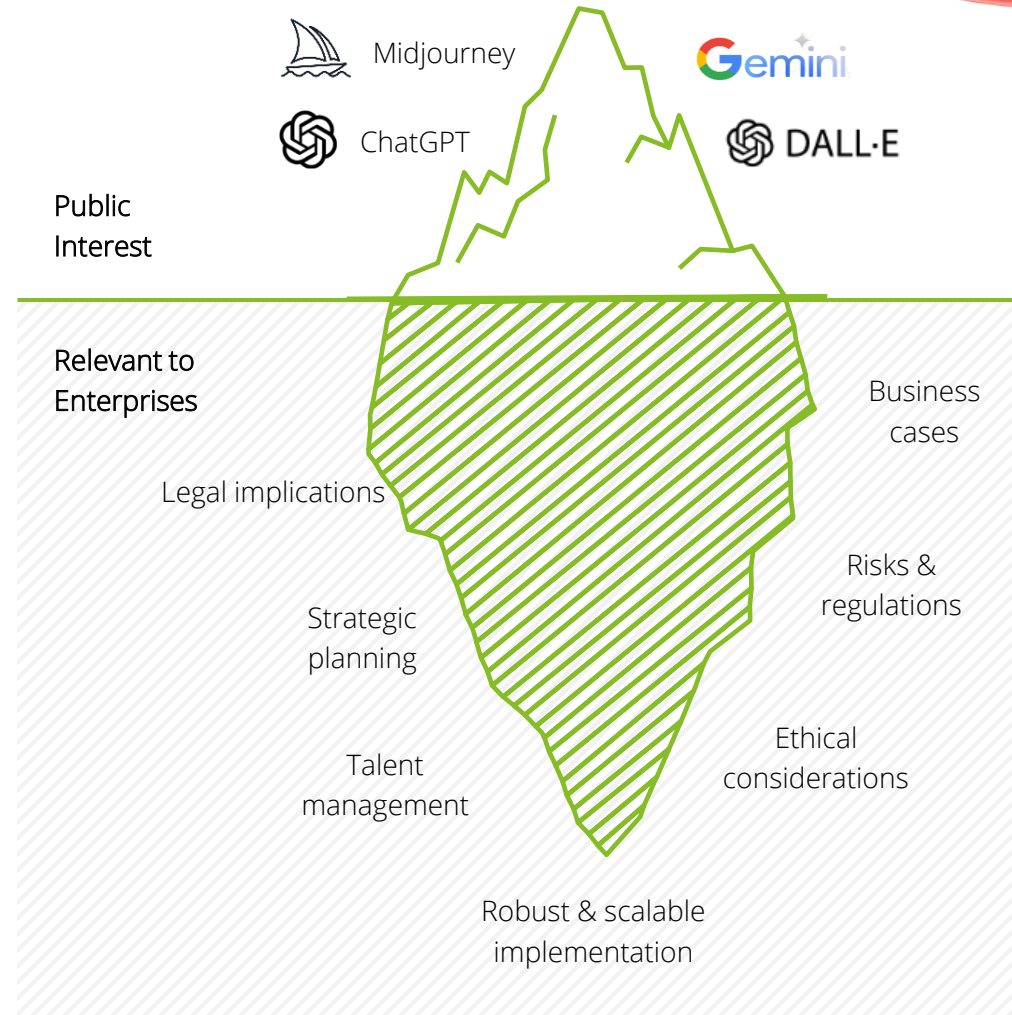 Midjourney
Gemini
ChatGPT
DALL·E
Public
Interest
Relevant to
Enterprises
Business
cases
Legal implications
Risks &
regulations
Strategic
planning
Ethical
considerations
Talent
management
Robust & scalable
implementation